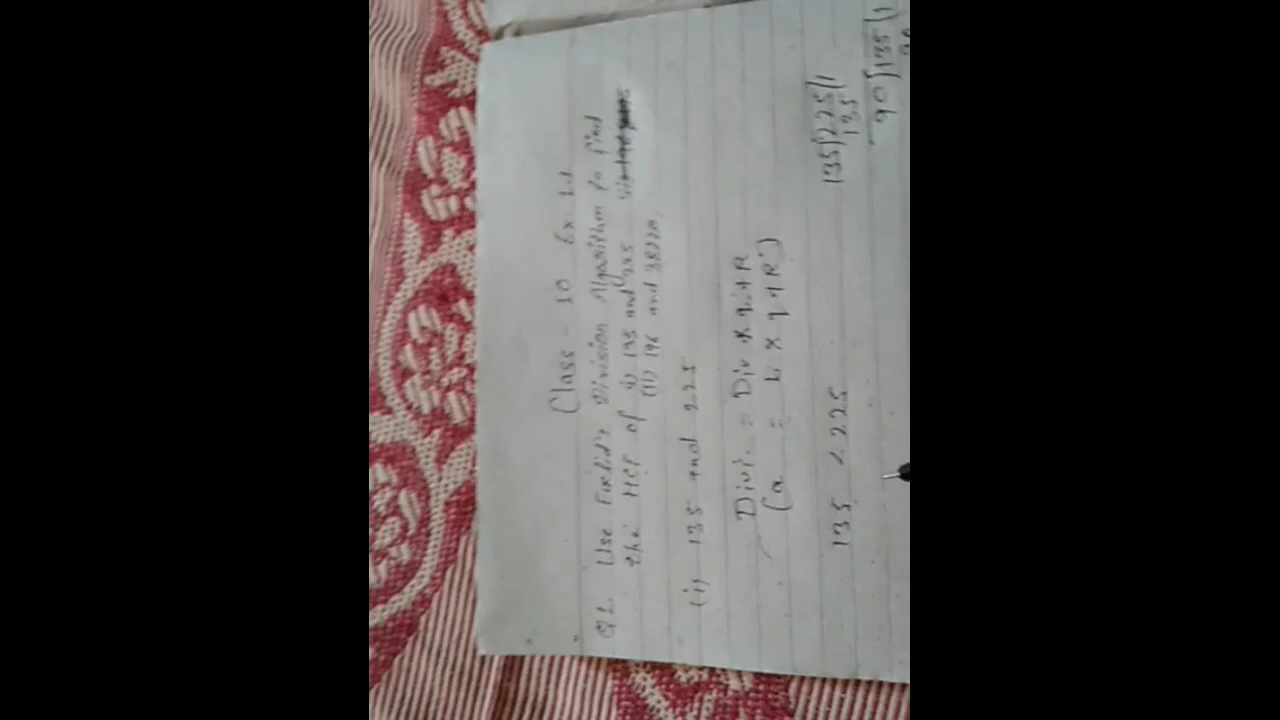 Class - 10 Ex. 1.1
Q1. Use Euclid's Division Algorithm to find
the HCF of (i) 135 and 225
(ii) 196 and 38220
(i) 135 and 225
Divi. = Div × q.+R
(a = b × q + R)
135 < 225
135)225(1
135
90)135(1
90